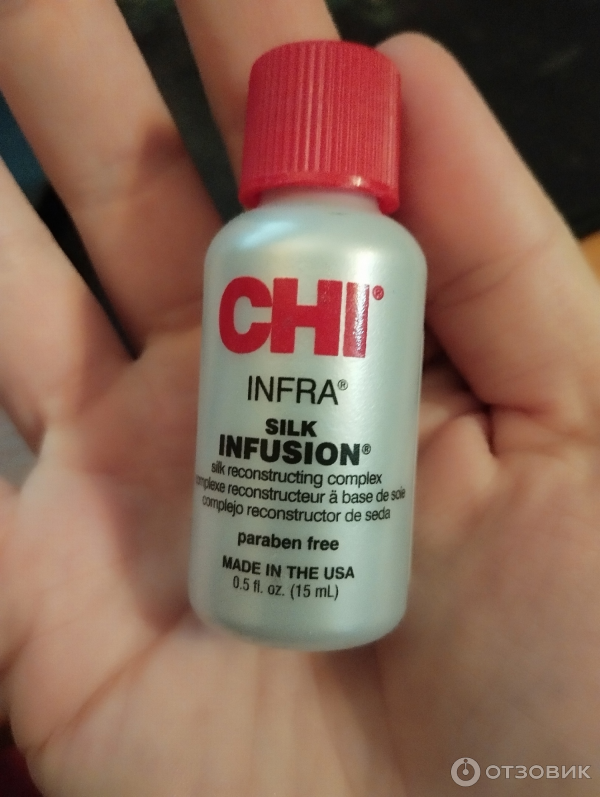 CHI®
INFRA®
SILK
INFUSION®
silk reconstructing complex
complexe reconstructeur à base de soie
complejo reconstructor de seda
paraben free
MADE IN THE USA
0.5 fl. oz. (15 mL)
ОТЗОВИК